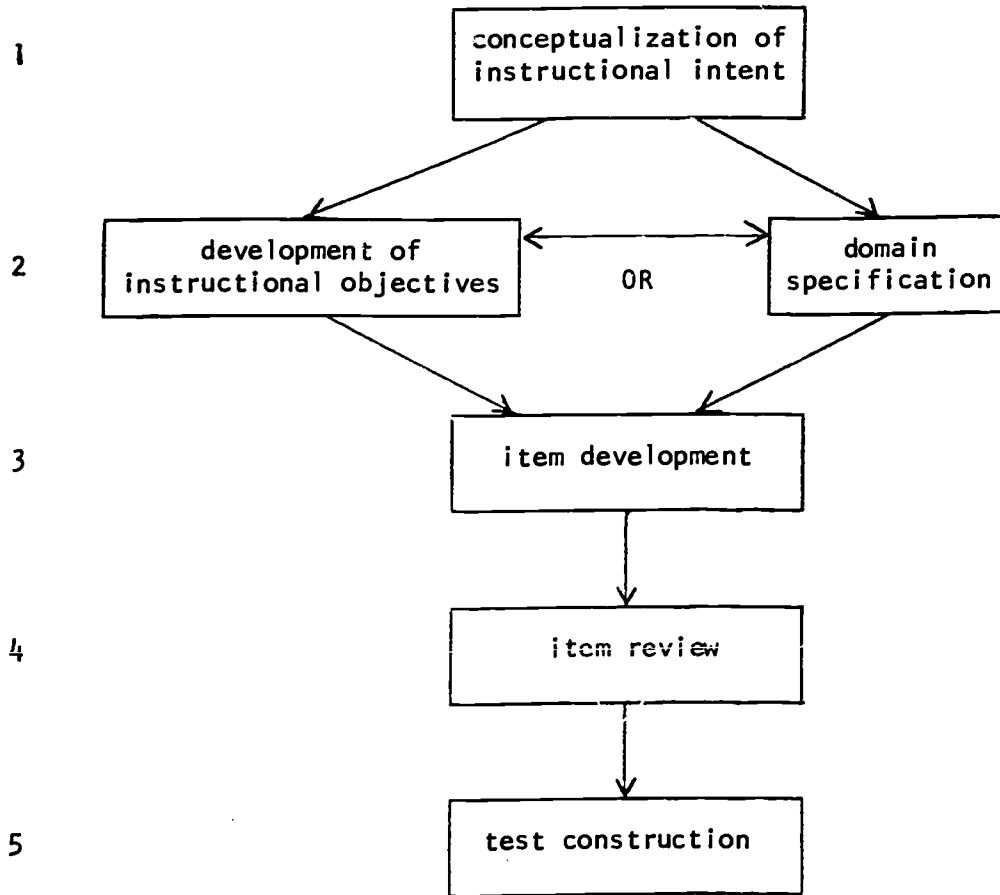 1
conceptualization of
instructional intent
2
development of
instructional objectives
OR
domain
specification
3
item development
4
item review
5
test construction